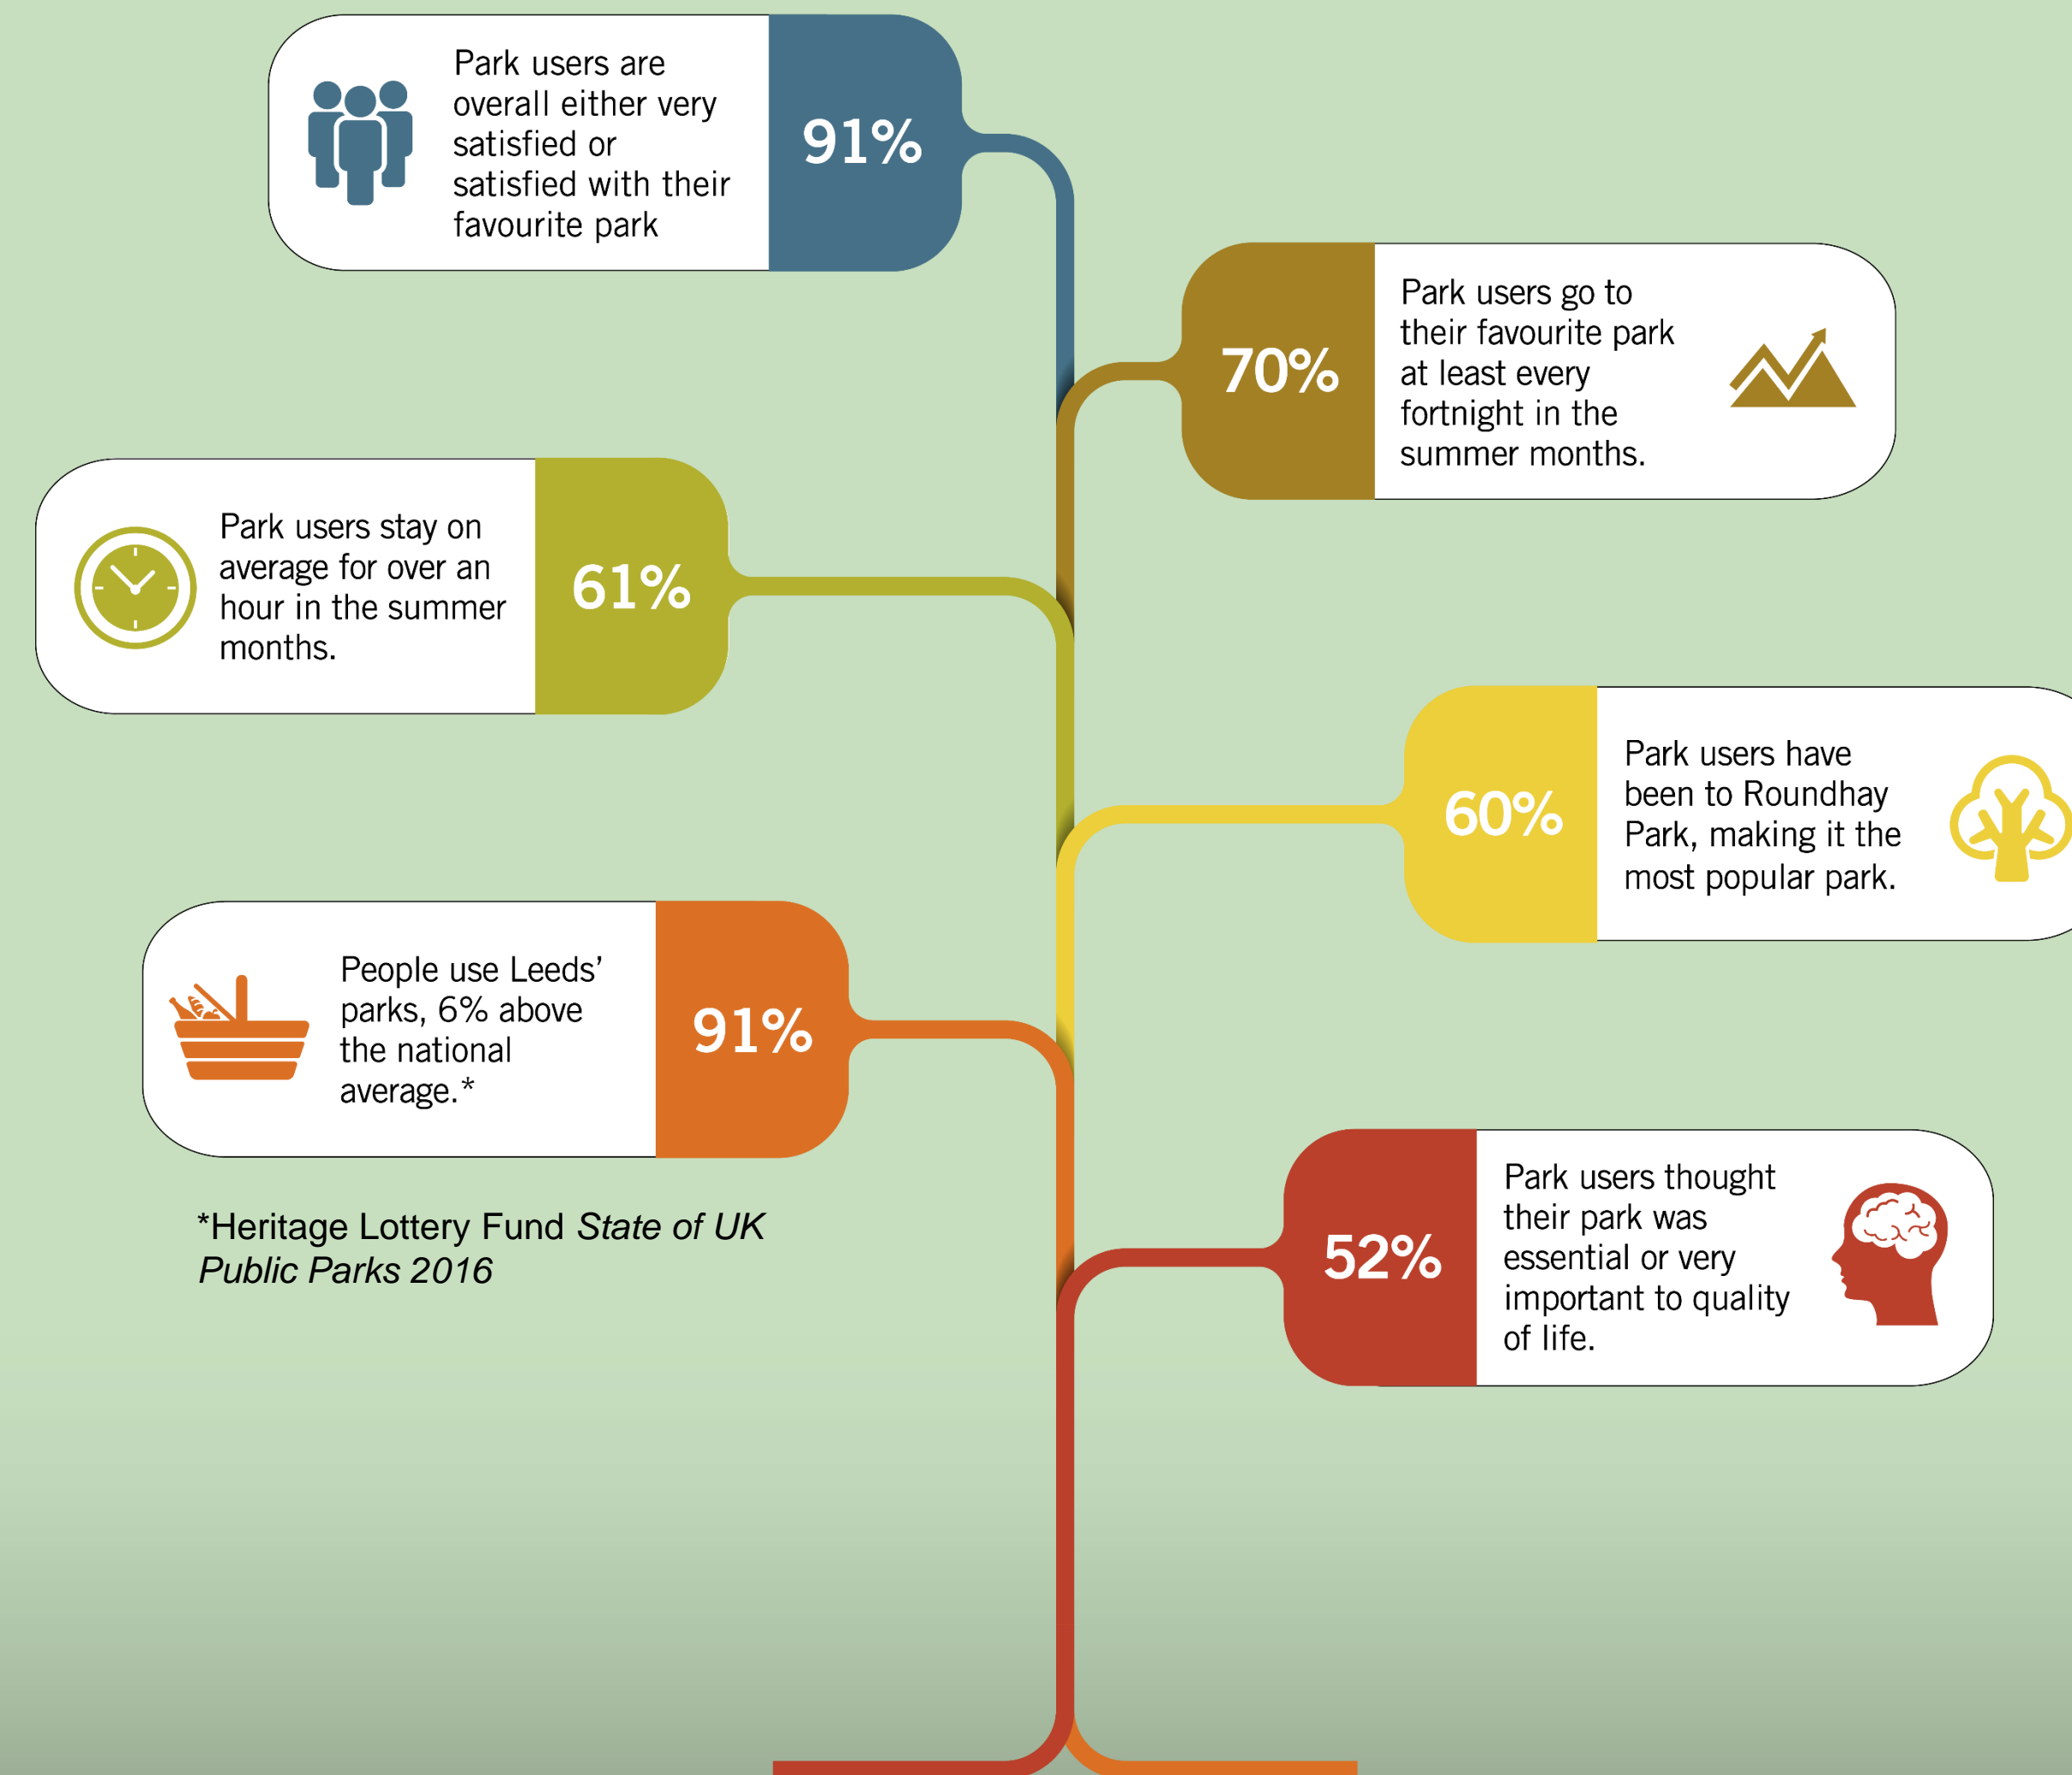 Park users are
overall either very
satisfied or
satisfied with their
favourite park
91%
70%
Park users go to
their favourite park
at least every
fortnight in the
summer months.
Park users stay on
average for over an
hour in the summer
months.
61%
60%
Park users have
been to Roundhay
Park, making it the
most popular park.
People use Leeds’
parks, 6% above
the national
average.*
91%
*Heritage Lottery Fund State of UK
Public Parks 2016
52%
Park users thought
their park was
essential or very
important to quality
of life.